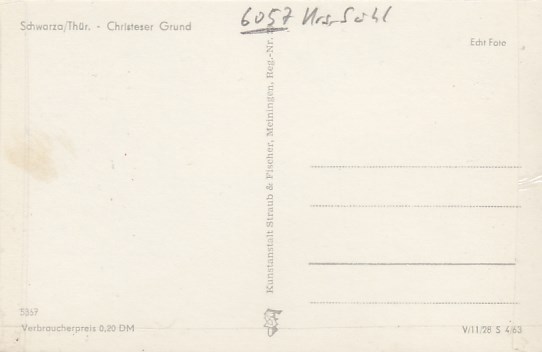 6057 Krs. Suhl
Schwarza/Thür. - Christeser Grund
Echt Foto
Kunstanstalt Straub & Fischer, Meiningen, Reg.-Nr.
5367
Verbraucherpreis 0,20 DM
V/11/28 S 4/63